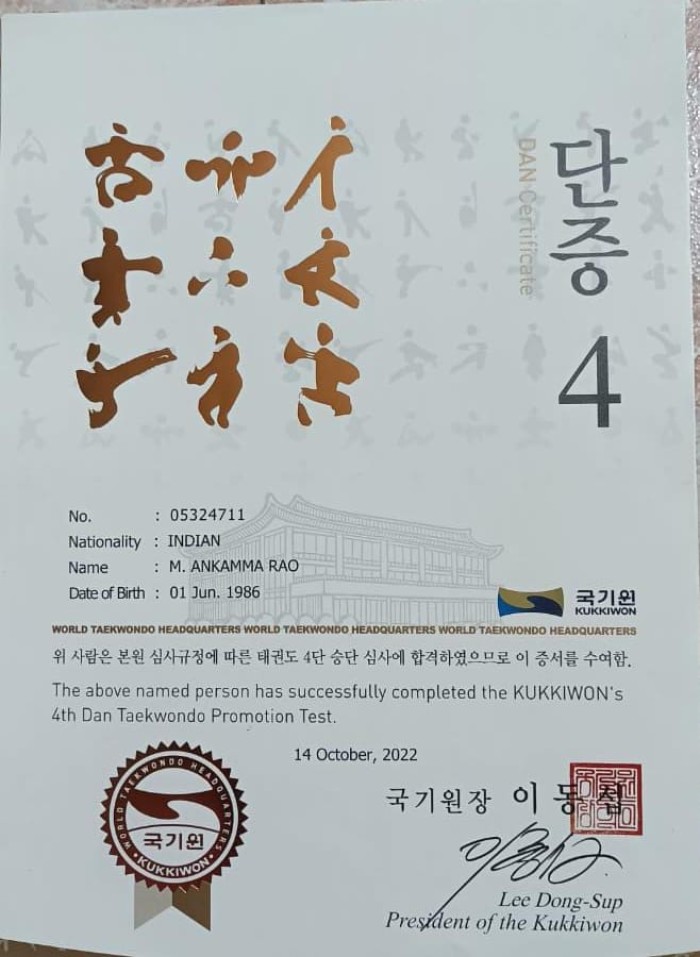 단증
DAN Certificate
4
No. : 05324711
Nationality : INDIAN
Name : M. ANKAMMA RAO
Date of Birth : 01 Jun. 1986
국기원
KUKKIWON
WORLD TAEKWONDO HEADQUARTERS WORLD TAEKWONDO HEADQUARTERS WORLD TAEKWONDO HEADQUARTERS
위 사람은 본원 심사규정에 따른 태권도 4단 승단 심사에 합격하였으므로 이 증서를 수여함.
The above named person has successfully completed the KUKKIWON's
4th Dan Taekwondo Promotion Test.
14 October, 2022
WORLD TAEKWONDO HEADQUARTERS
국기원
KUKKIWON
국기원장 이 동 섭
Lee Dong-Sup
President of the Kukkiwon